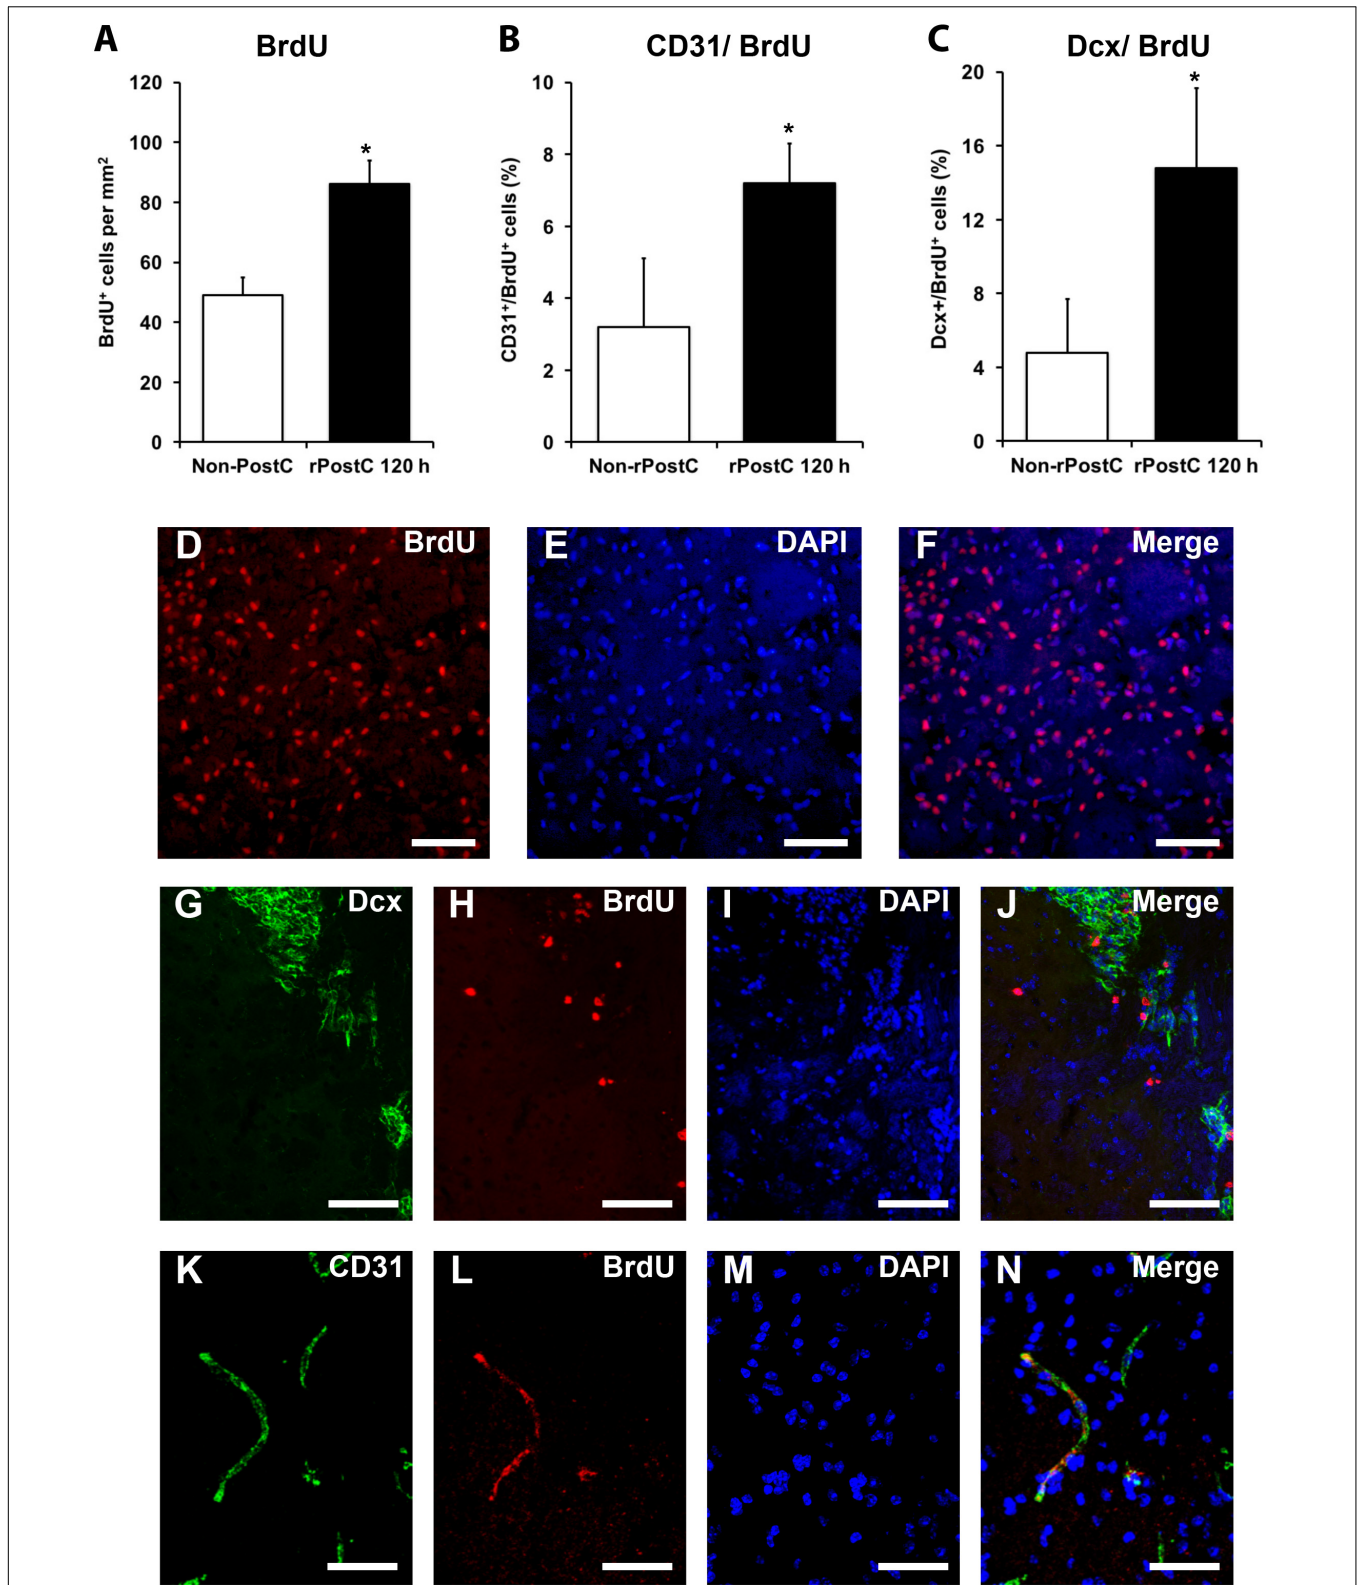 A
BrdU
120
100
80
60
40
20
0
BrdU⁺ cells per mm²
*
Non-PostC
rPostC 120 h
B
CD31/ BrdU
10
8
6
4
2
0
CD31⁺/BrdU⁺ cells (%)
*
Non-rPostC
rPostC 120 h
C
Dcx/ BrdU
20
16
12
8
4
0
Dcx+/BrdU⁺ cells (%)
*
Non-rPostC
rPostC 120 h
D
BrdU
E
DAPI
F
Merge
G
Dcx
H
BrdU
I
DAPI
J
Merge
K
CD31
L
BrdU
M
DAPI
N
Merge